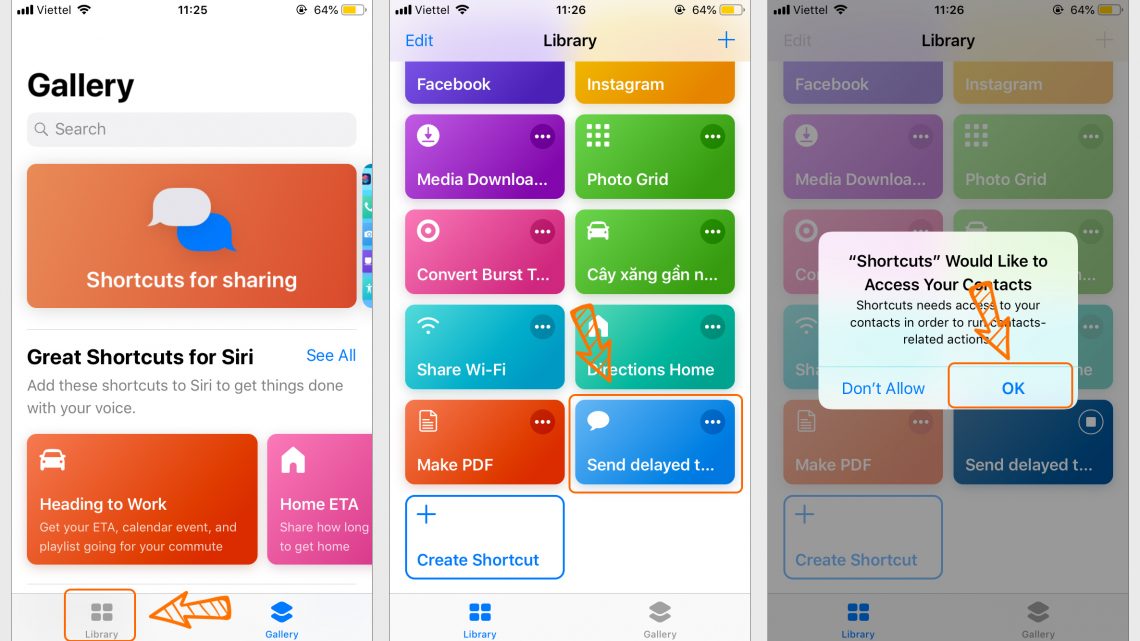 Viettel
11:25
64%
Gallery
Search
Shortcuts for sharing
Great Shortcuts for Siri
See All
Add these shortcuts to Siri to get things done
with your voice.
Heading to Work
Get your ETA, calendar event, and
playlist going for your commute
Home ETA
Share how long
to get home
Library
Gallery
Viettel
11:26
64%
Edit
Library
Facebook
Instagram
Media Downloa...
Photo Grid
Convert Burst T...
Cây xăng gần n...
Share Wi-Fi
Directions Home
Make PDF
Send delayed t...
Create Shortcut
Library
Gallery
Viettel
11:26
64%
Edit
Library
Facebook
Instagram
Media Downloa...
Photo Grid
“Shortcuts” Would Like to
Access Your Contacts
Shortcuts needs access to your
contacts in order to run contacts-
related actions.
Don’t Allow
OK
Make PDF
Send delayed t...
Create Shortcut
Library
Gallery